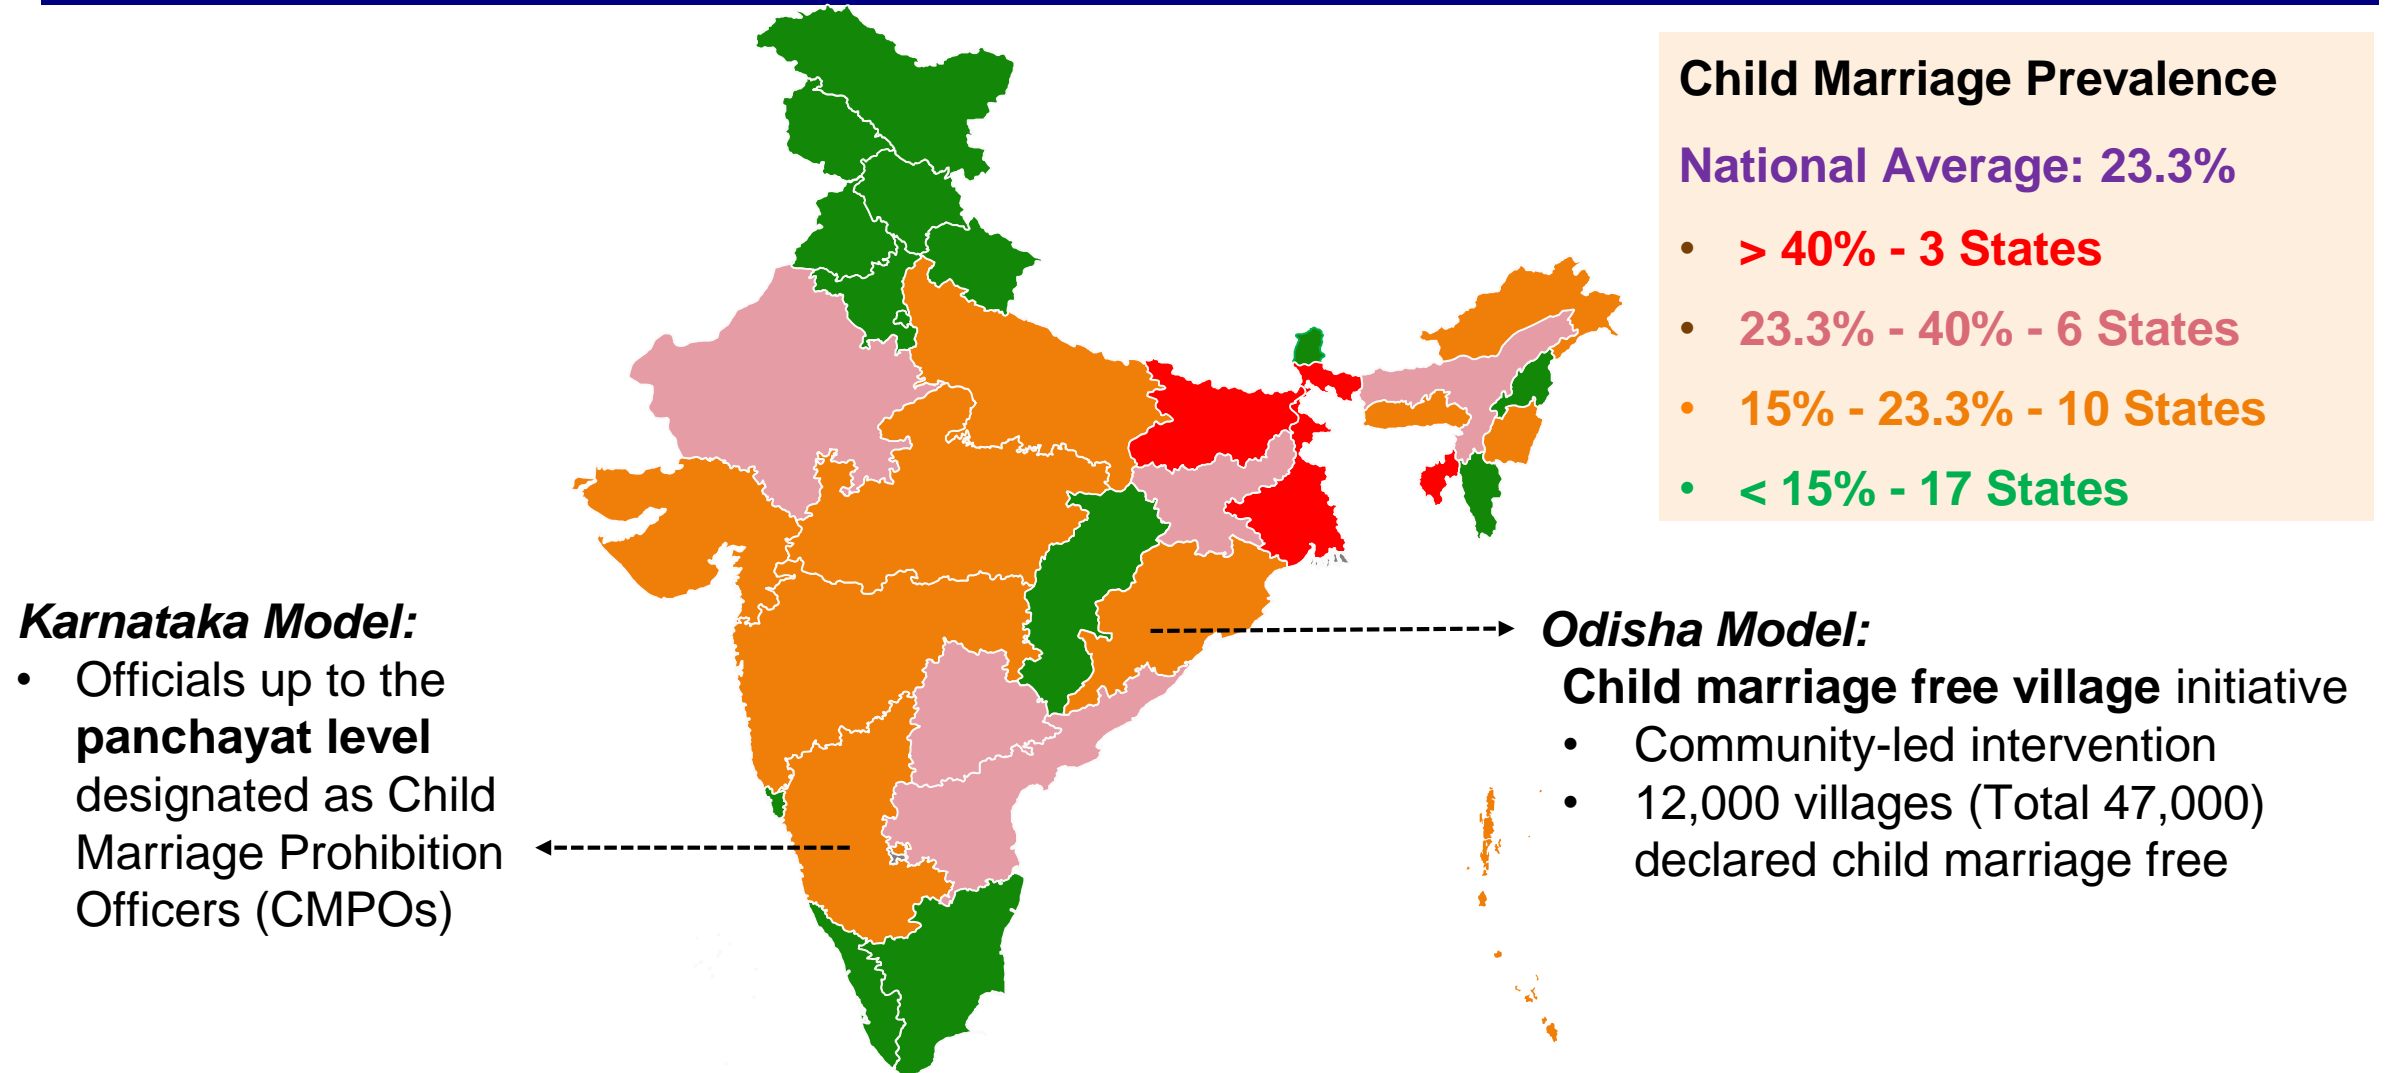 Child Marriage Prevalence
National Average: 23.3%
• > 40% - 3 States
• 23.3% - 40% - 6 States
• 15% - 23.3% - 10 States
• < 15% - 17 States
Karnataka Model:
• Officials up to the
panchayat level
designated as Child
Marriage Prohibition
Officers (CMPOs)
Odisha Model:
Child marriage free village initiative
• Community-led intervention
• 12,000 villages (Total 47,000)
declared child marriage free